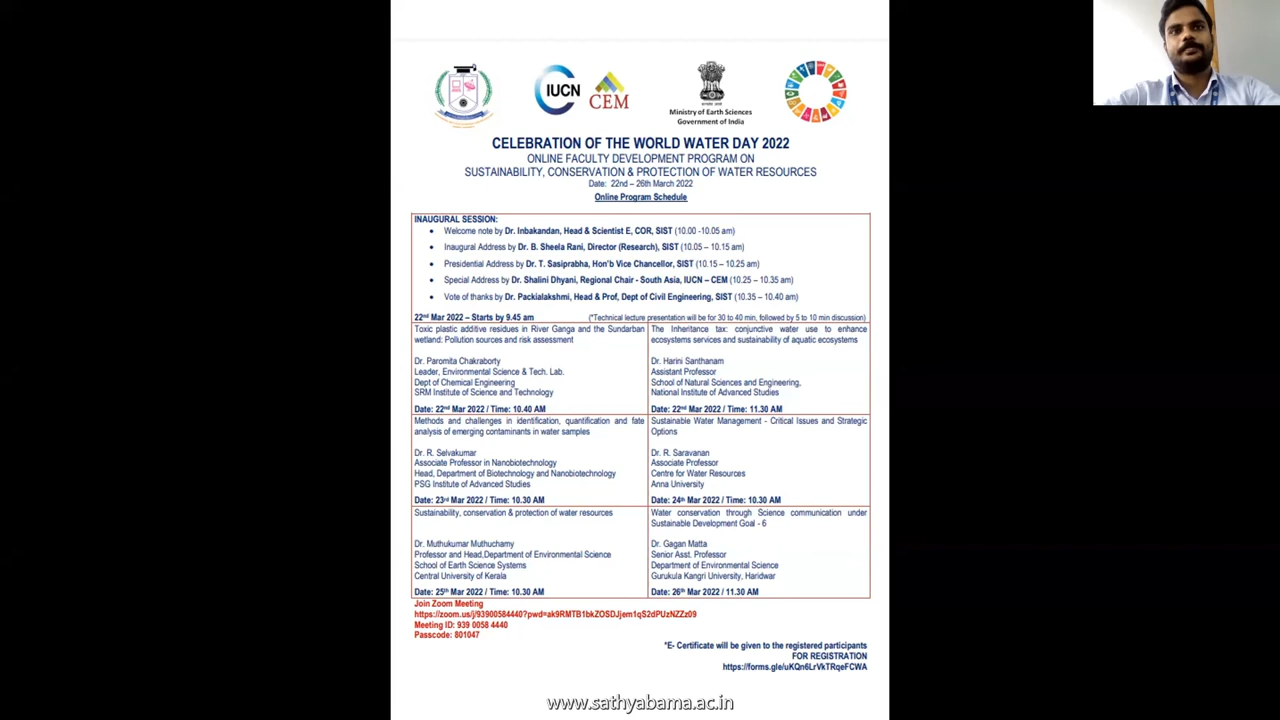 IUCN
CEM
Ministry of Earth Sciences
Government of India
CELEBRATION OF THE WORLD WATER DAY 2022
ONLINE FACULTY DEVELOPMENT PROGRAM ON
SUSTAINABILITY, CONSERVATION & PROTECTION OF WATER RESOURCES
Date: 22nd – 26th March 2022
Online Program Schedule
INAUGURAL SESSION:
• Welcome note by Dr. Inbakandan, Head & Scientist E, COR, SIST (10.00 -10.05 am)
• Inaugural Address by Dr. B. Sheela Rani, Director (Research), SIST (10.05 – 10.15 am)
• Presidential Address by Dr. T. Sasiprabha, Hon'b Vice Chancellor, SIST (10.15 – 10.25 am)
• Special Address by Dr. Shalini Dhyani, Regional Chair - South Asia, IUCN – CEM (10.25 – 10.35 am)
• Vote of thanks by Dr. Packialakshmi, Head & Prof, Dept of Civil Engineering, SIST (10.35 – 10.40 am)
22nd Mar 2022 – Starts by 9.45 am (*Technical lecture presentation will be for 30 to 40 min, followed by 5 to 10 min discussion)
Toxic plastic additive residues in River Ganga and the Sundarban
wetland: Pollution sources and risk assessment
Dr. Paromita Chakraborty
Leader, Environmental Science & Tech. Lab.
Dept of Chemical Engineering
SRM Institute of Science and Technology
Date: 22nd Mar 2022 / Time: 10.40 AM
The Inheritance tax: conjunctive water use to enhance
ecosystems services and sustainability of aquatic ecosystems
Dr. Harini Santhanam
Assistant Professor
School of Natural Sciences and Engineering,
National Institute of Advanced Studies
Date: 22nd Mar 2022 / Time: 11.30 AM
Methods and challenges in identification, quantification and fate
analysis of emerging contaminants in water samples
Dr. R. Selvakumar
Associate Professor in Nanobiotechnology
Head, Department of Biotechnology and Nanobiotechnology
PSG Institute of Advanced Studies
Date: 23rd Mar 2022 / Time: 10.30 AM
Sustainable Water Management - Critical Issues and Strategic
Options
Dr. R. Saravanan
Associate Professor
Centre for Water Resources
Anna University
Date: 24th Mar 2022 / Time: 10.30 AM
Sustainability, conservation & protection of water resources
Dr. Muthukumar Muthuchamy
Professor and Head,Department of Environmental Science
School of Earth Science Systems
Central University of Kerala
Date: 25th Mar 2022 / Time: 10.30 AM
Water conservation through Science communication under
Sustainable Development Goal - 6
Dr. Gagan Matta
Senior Asst. Professor
Department of Environmental Science
Gurukula Kangri University, Haridwar
Date: 26th Mar 2022 / 11.30 AM
Join Zoom Meeting
https://zoom.us/j/93900584440?pwd=ak9RMTB1bkZOSDJjem1qS2dPUzNZZz09
Meeting ID: 939 0058 4440
Passcode: 801047
*E- Certificate will be given to the registered participants
FOR REGISTRATION
https://forms.gle/uKQn6LrVkTRqeFCWA
www.sathyabama.ac.in